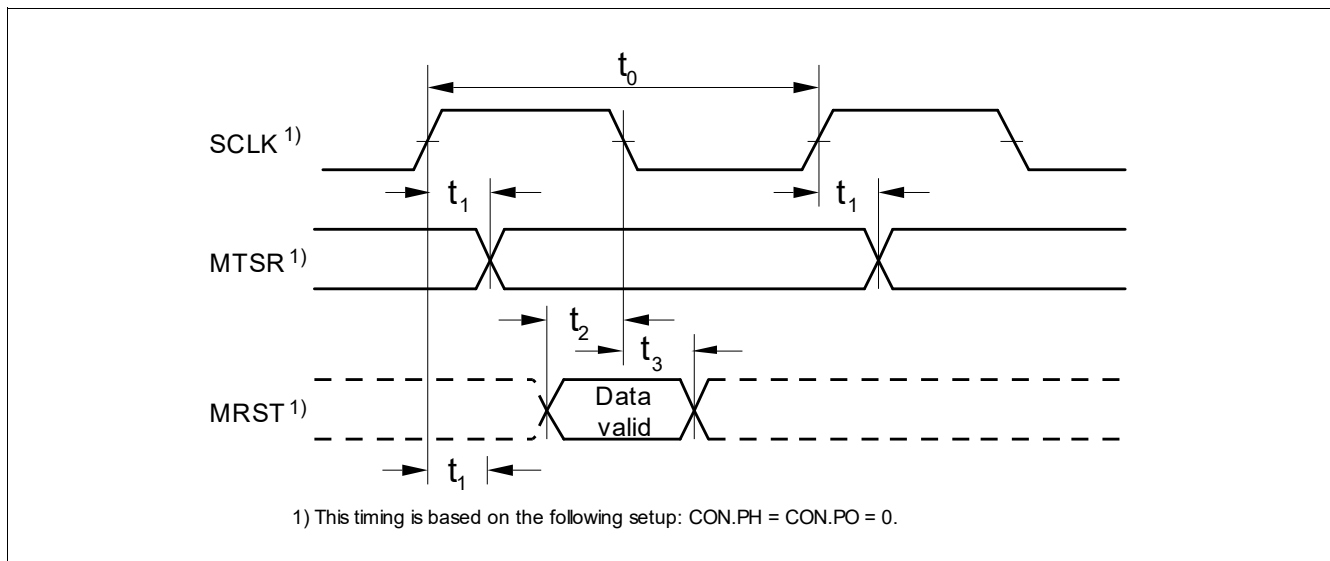 t0
SCLK 1)
t1
t1
MTSR 1)
t2
t3
MRST 1)
Data
valid
t1
1) This timing is based on the following setup: CON.PH = CON.PO = 0.